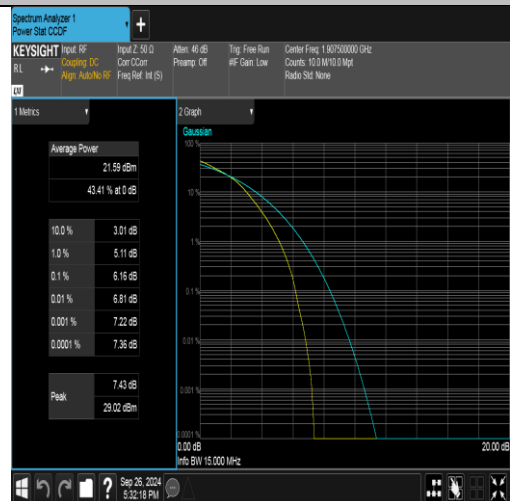 Spectrum Analyzer 1
Power Stat CCDF
+
KEYSIGHT
RL
LXI
Input: RF
Coupling: DC
Align: Auto/No RF
Input Z: 50 Ω
Corr CCorr
Freq Ref: Int (S)
Atten: 46 dB
Preamp: Off
Trig: Free Run
#IF Gain: Low
Center Freq: 1.907500000 GHz
Counts: 10.0 M/10.0 Mpt
Radio Std: None
1 Metrics
Average Power
21.59 dBm
43.41 % at 0 dB
10.0 % 3.01 dB
1.0 % 5.11 dB
0.1 % 6.16 dB
0.01 % 6.81 dB
0.001 % 7.22 dB
0.0001 % 7.36 dB
Peak
7.43 dB
29.02 dBm
2 Graph
Gaussian
100 %
10 %
1 %
0.1 %
0.01 %
0.001 %
0.0001 %
0.00 dB 20.00 dB
Info BW 15.000 MHz
?
Sep 26, 2024
5:32:18 PM